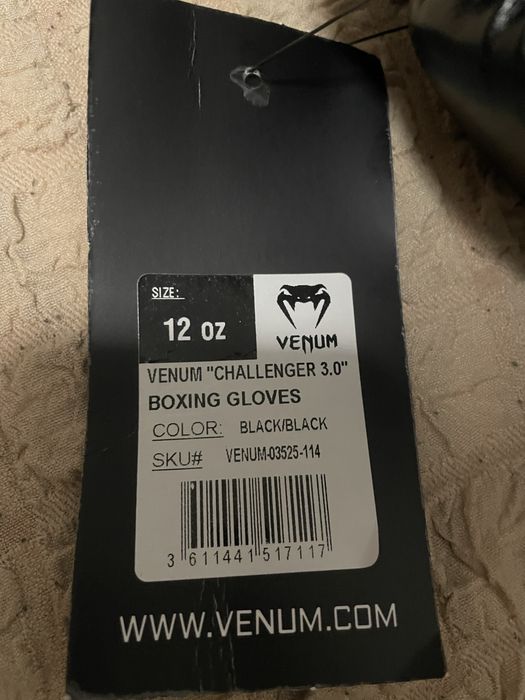 SIZE:
12 oz
VENUM
VENUM "CHALLENGER 3.0"
BOXING GLOVES
COLOR: BLACK/BLACK
SKU# VENUM-03525-114
3 611441 517117
WWW.VENUM.COM